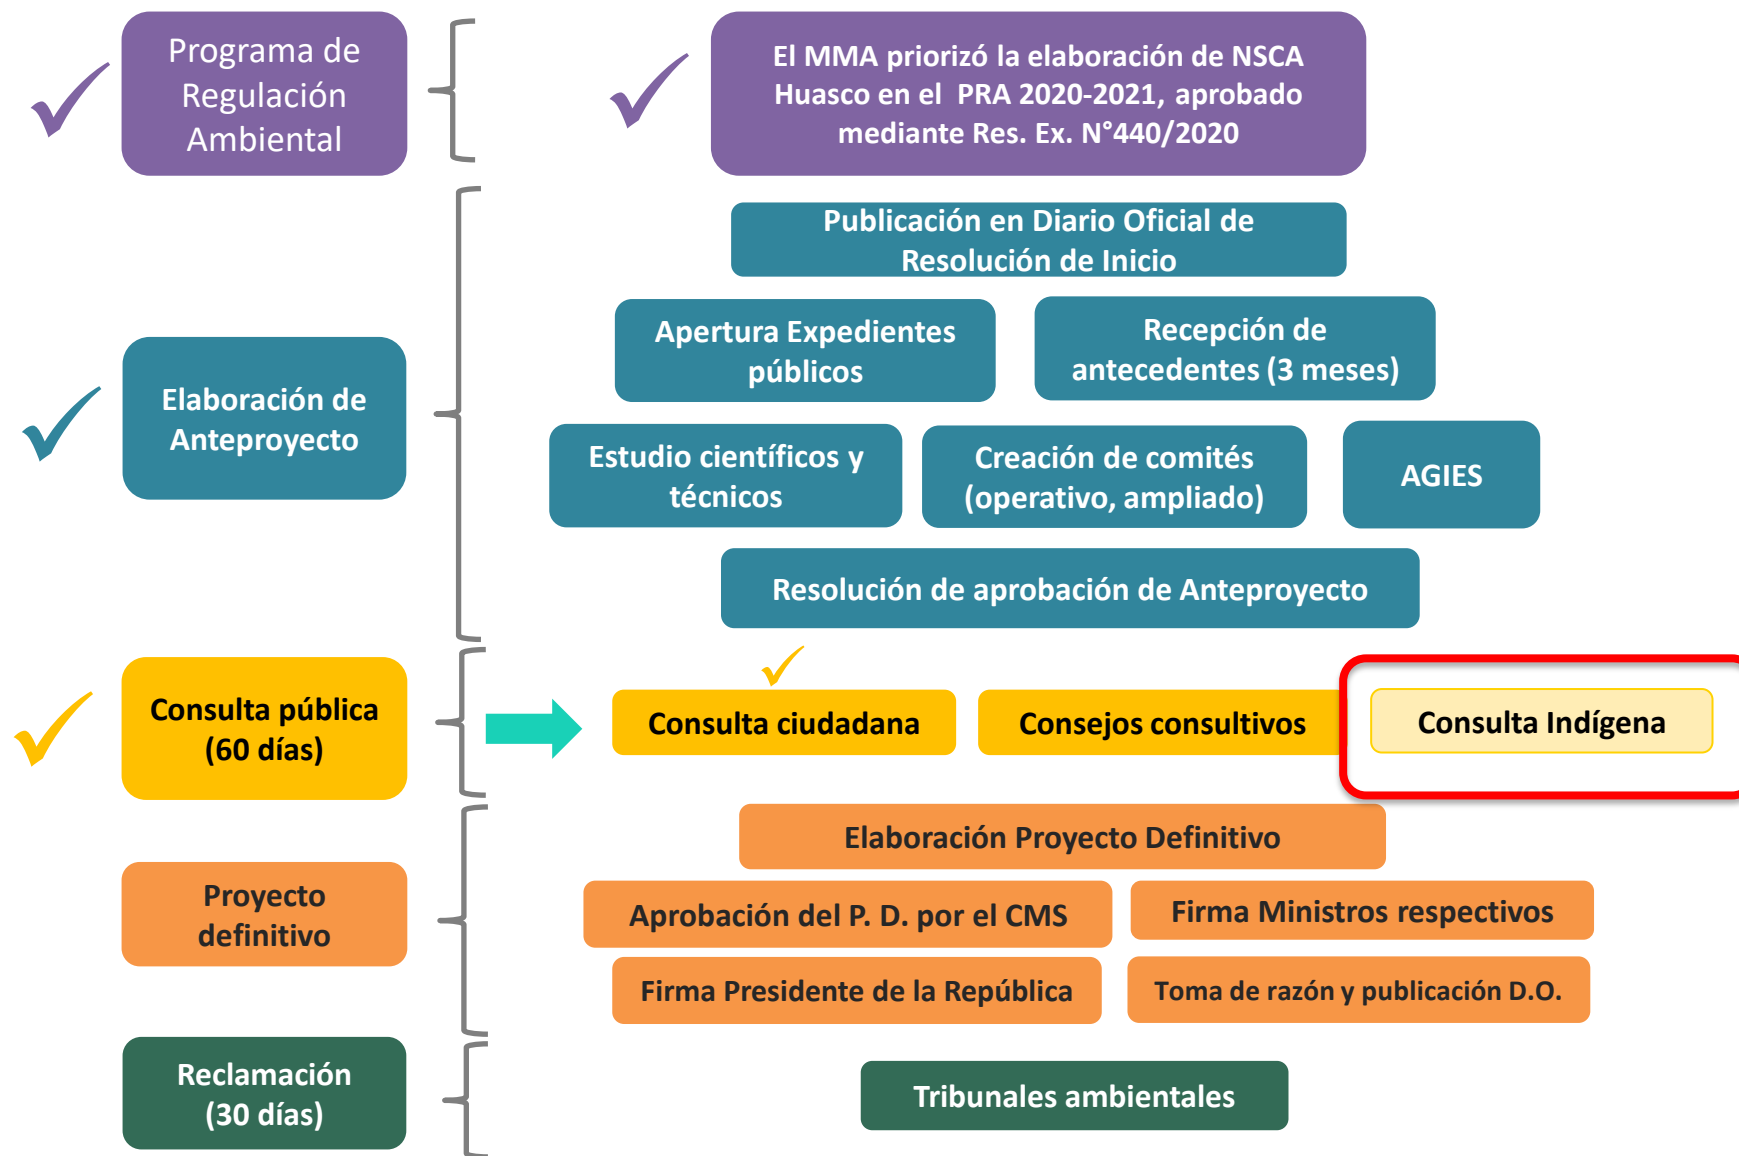 Programa de
Regulación
Ambiental
El MMA priorizó la elaboración de NSCA
Huasco en el PRA 2020-2021, aprobado
mediante Res. Ex. N°440/2020
Publicación en Diario Oficial de
Resolución de Inicio
Apertura Expedientes
públicos
Recepción de
antecedentes (3 meses)
Elaboración de
Anteproyecto
Estudio científicos y
técnicos
Creación de comités
(operativo, ampliado)
AGIES
Resolución de aprobación de Anteproyecto
Consulta pública
(60 días)
Consulta ciudadana
Consejos consultivos
Consulta Indígena
Elaboración Proyecto Definitivo
Proyecto
definitivo
Aprobación del P. D. por el CMS
Firma Ministros respectivos
Firma Presidente de la República
Toma de razón y publicación D.O.
Reclamación
(30 días)
Tribunales ambientales